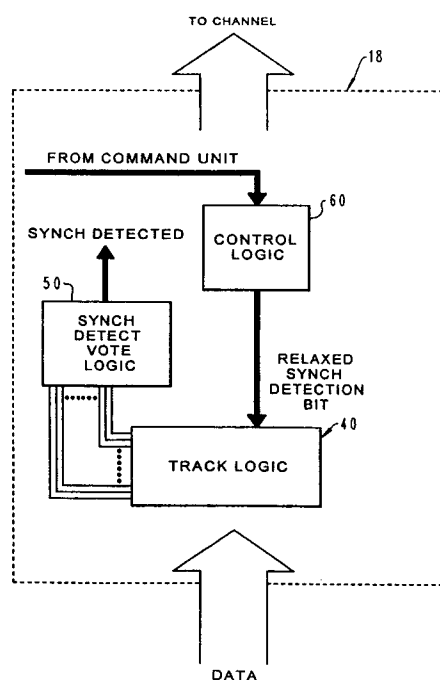 TO CHANNEL
18
FROM COMMAND UNIT
60
SYNCH DETECTED
CONTROL
LOGIC
50
SYNCH
DETECT
VOTE
LOGIC
RELAXED
SYNCH
DETECTION
BIT
40
TRACK LOGIC
DATA